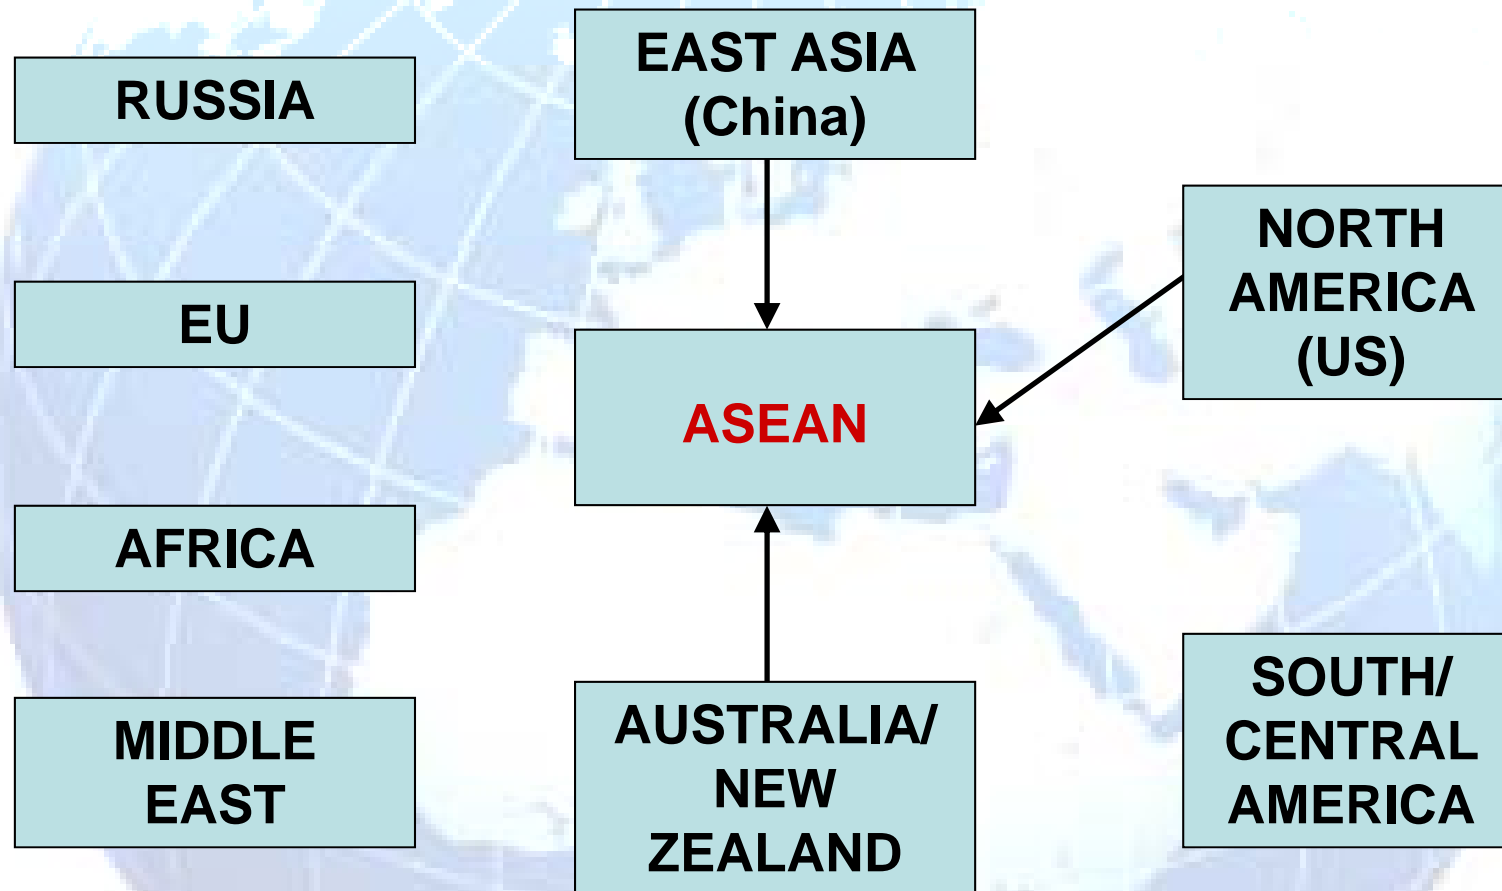 RUSSIA
EAST ASIA
(China)
NORTH
AMERICA
(US)
EU
ASEAN
AFRICA
MIDDLE
EAST
AUSTRALIA/
NEW
ZEALAND
SOUTH/
CENTRAL
AMERICA